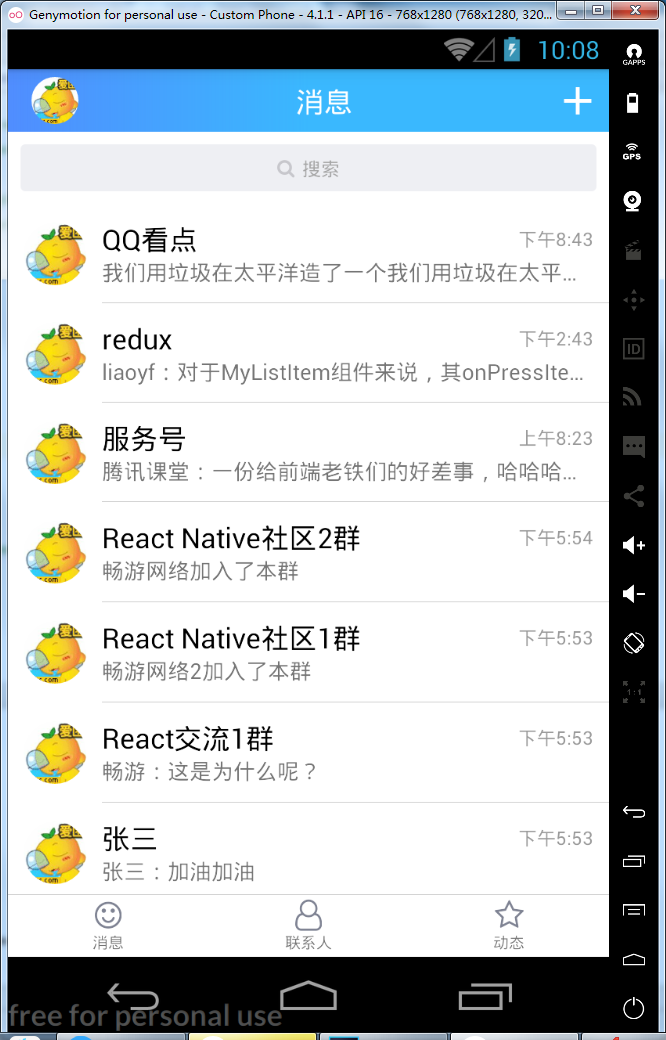 Genymotion for personal use - Custom Phone - 4.1.1 - API 16 - 768x1280 (768x1280, 320...
10:08
GAPPS
消息
搜索
GPS
QQ看点
下午8:43
我们用垃圾在太平洋造了一个我们用垃圾在太平...
redux
下午2:43
liaoyf：对于MyListItem组件来说，其onPressIte...
ID
服务号
上午8:23
腾讯课堂：一份给前端老铁们的好差事，哈哈哈...
React Native社区2群
下午5:54
畅游网络加入了本群
React Native社区1群
下午5:53
畅游网络2加入了本群
1:1
React交流1群
下午5:53
畅游：这是为什么呢？
张三
下午5:53
张三：加油加油
消息
联系人
动态
free for personal use